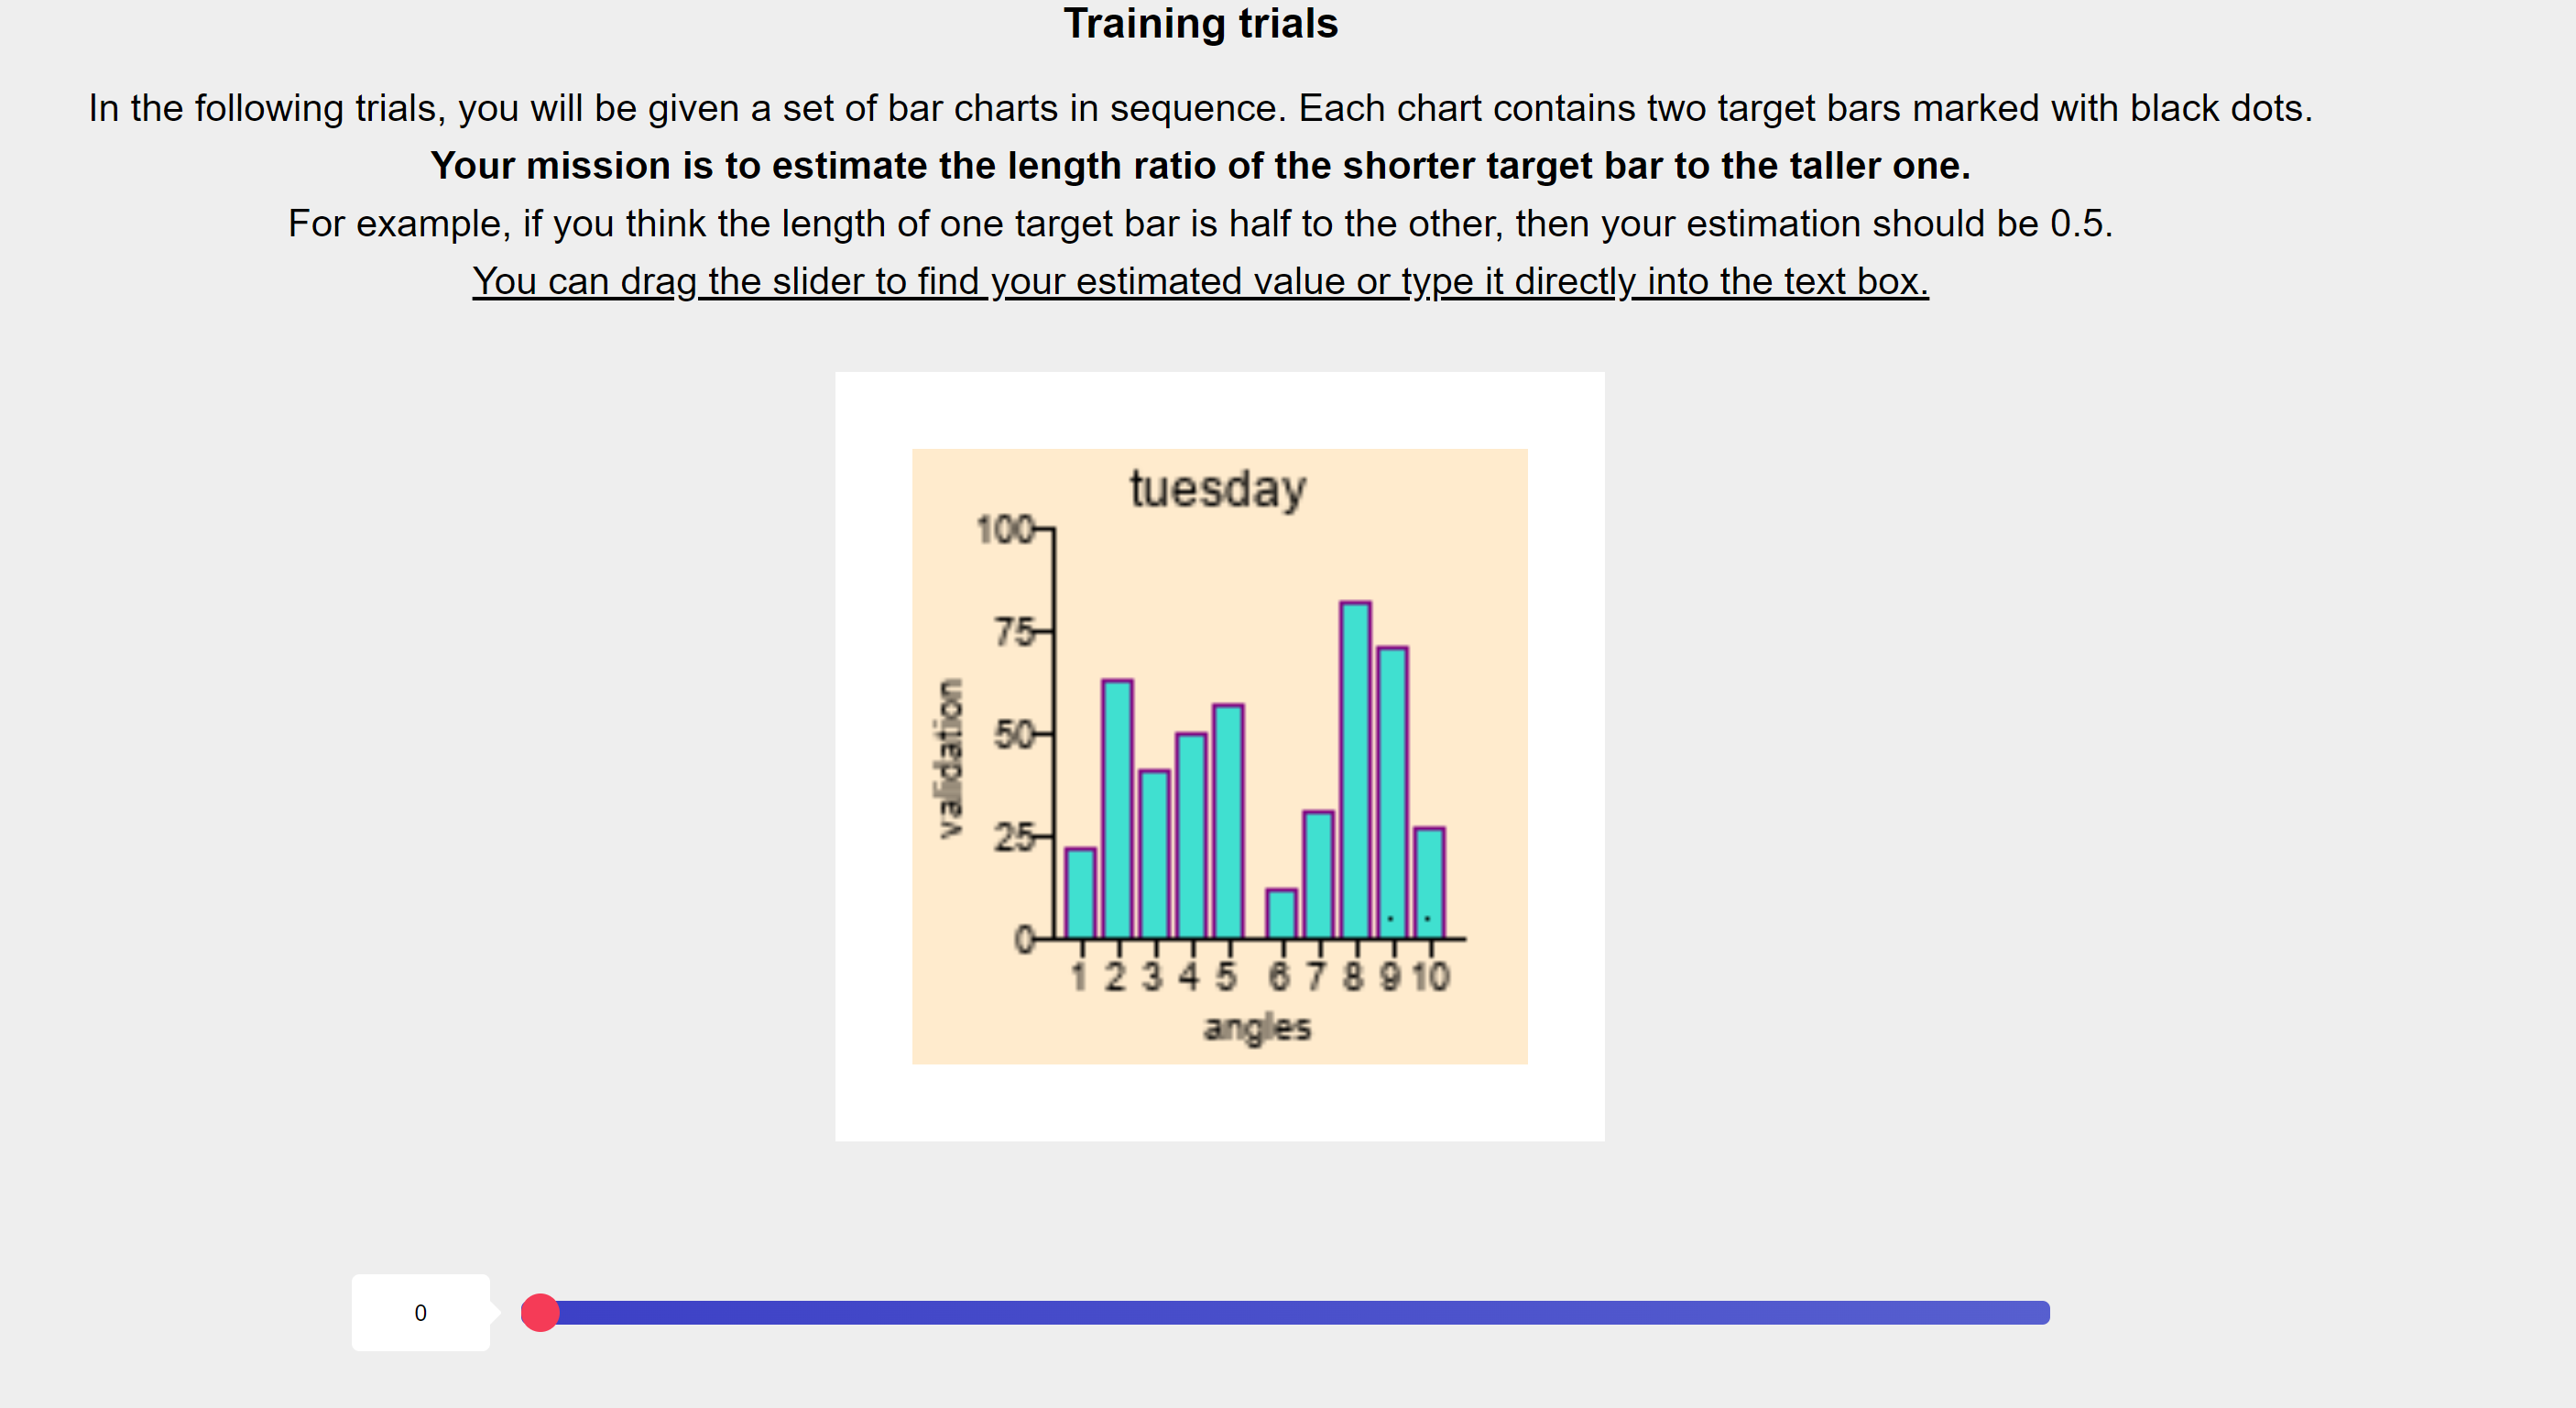 Training trials
In the following trials, you will be given a set of bar charts in sequence. Each chart contains two target bars marked with black dots.
Your mission is to estimate the length ratio of the shorter target bar to the taller one.
For example, if you think the length of one target bar is half to the other, then your estimation should be 0.5.
You can drag the slider to find your estimated value or type it directly into the text box.
tuesday
100
75
50
25
0
validation
1 2 3 4 5 6 7 8 9 10
angles
0